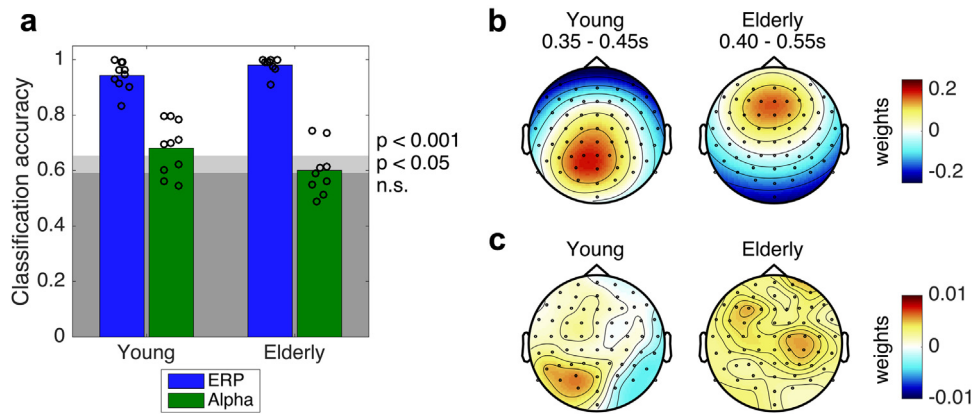 a
Classification accuracy
1
0.8
0.6
0.4
0.2
0
p < 0.001
p < 0.05
n.s.
Young
Elderly
ERP
Alpha
b
Young
0.35 - 0.45s
Elderly
0.40 - 0.55s
0.2
0
-0.2
weights
c
Young
Elderly
0.01
0
-0.01
weights